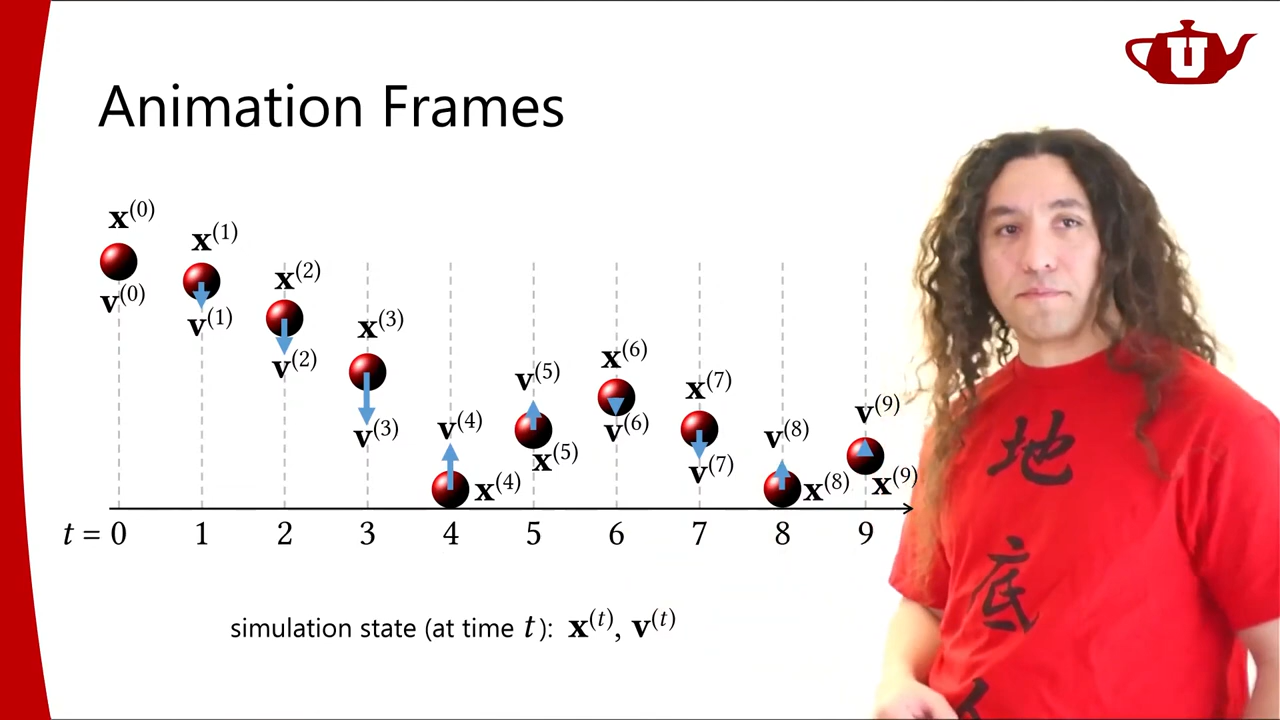 U
Animation Frames
x⁽⁰⁾
v⁽⁰⁾
x⁽¹⁾
v⁽¹⁾
x⁽²⁾
v⁽²⁾
x⁽³⁾
v⁽³⁾
v⁽⁴⁾
x⁽⁴⁾
v⁽⁵⁾
x⁽⁵⁾
x⁽⁶⁾
v⁽⁶⁾
x⁽⁷⁾
v⁽⁷⁾
v⁽⁸⁾
x⁽⁸⁾
v⁽⁹⁾
x⁽⁹⁾
t = 0 1 2 3 4 5 6 7 8 9
simulation state (at time t): x⁽ᵗ⁾, v⁽ᵗ⁾
地
底